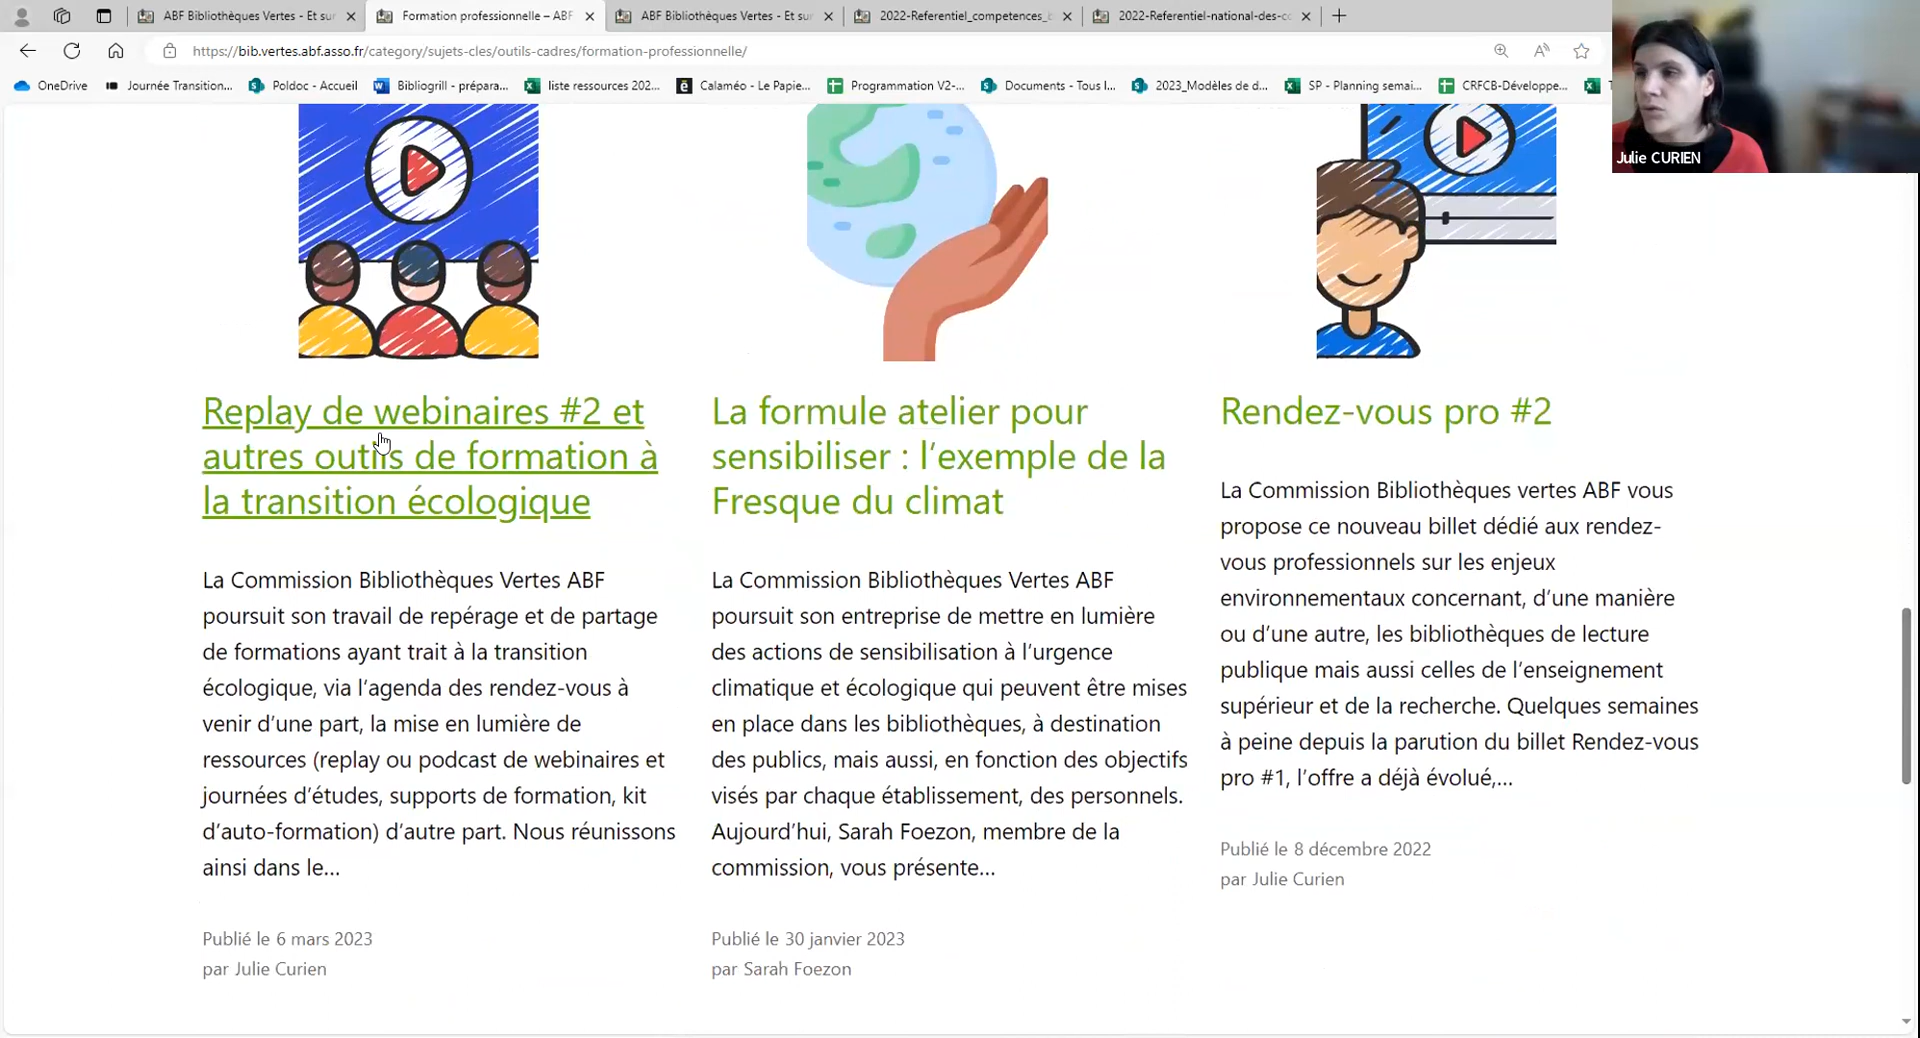 ABF Bibliothèques Vertes - Et sur
Formation professionnelle – ABF
ABF Bibliothèques Vertes - Et sur
2022-Referentiel_competences_
2022-Referentiel-national-des-co
https://bib.vertes.abf.asso.fr/category/sujets-cles/outils-cadres/formation-professionnelle/
OneDrive
Journée Transition...
Poldoc - Accueil
Bibliogrill - prépara...
liste ressources 202...
Calaméo - Le Papie...
Programmation V2-...
Documents - Tous l...
2023_Modèles de d...
SP - Planning semai...
CRFCB-Développe...
Julie CURIEN
Replay de webinaires #2 et
autres outils de formation à
la transition écologique
La Commission Bibliothèques Vertes ABF
poursuit son travail de repérage et de partage
de formations ayant trait à la transition
écologique, via l’agenda des rendez-vous à
venir d’une part, la mise en lumière de
ressources (replay ou podcast de webinaires et
journées d’études, supports de formation, kit
d’auto-formation) d’autre part. Nous réunissons
ainsi dans le...
Publié le 6 mars 2023
par Julie Curien
La formule atelier pour
sensibiliser : l’exemple de la
Fresque du climat
La Commission Bibliothèques Vertes ABF
poursuit son entreprise de mettre en lumière
des actions de sensibilisation à l’urgence
climatique et écologique qui peuvent être mises
en place dans les bibliothèques, à destination
des publics, mais aussi, en fonction des objectifs
visés par chaque établissement, des personnels.
Aujourd’hui, Sarah Foezon, membre de la
commission, vous présente...
Publié le 30 janvier 2023
par Sarah Foezon
Rendez-vous pro #2
La Commission Bibliothèques vertes ABF vous
propose ce nouveau billet dédié aux rendez-
vous professionnels sur les enjeux
environnementaux concernant, d’une manière
ou d’une autre, les bibliothèques de lecture
publique mais aussi celles de l’enseignement
supérieur et de la recherche. Quelques semaines
à peine depuis la parution du billet Rendez-vous
pro #1, l’offre a déjà évolué,...
Publié le 8 décembre 2022
par Julie Curien